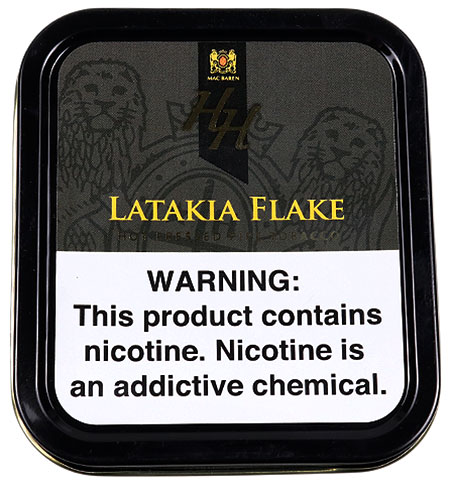 MAC BAREN
HH
LATAKIA FLAKE
WARNING:
This product contains
nicotine. Nicotine is
an addictive chemical.